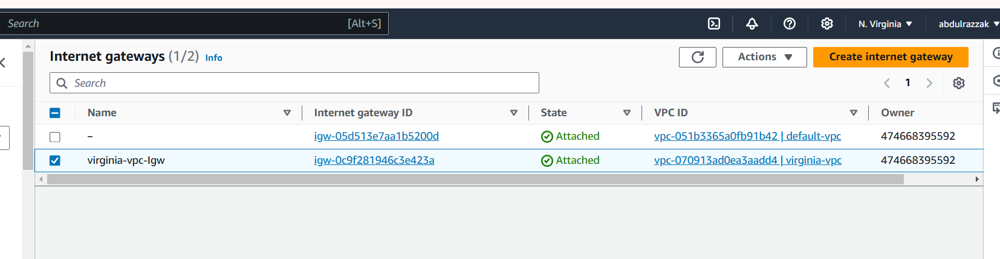 Search [Alt+S] N. Virginia abdulrazzak
Internet gateways (1/2) Info Actions Create internet gateway
Search 1
Name Internet gateway ID State VPC ID Owner
– igw-05d513e7aa1b5200d Attached vpc-051b3365a0fb91b42 | default-vpc 474668395592
virginia-vpc-Igw igw-0c9f281946c3e423a Attached vpc-070913ad0ea3aadd4 | virginia-vpc 474668395592